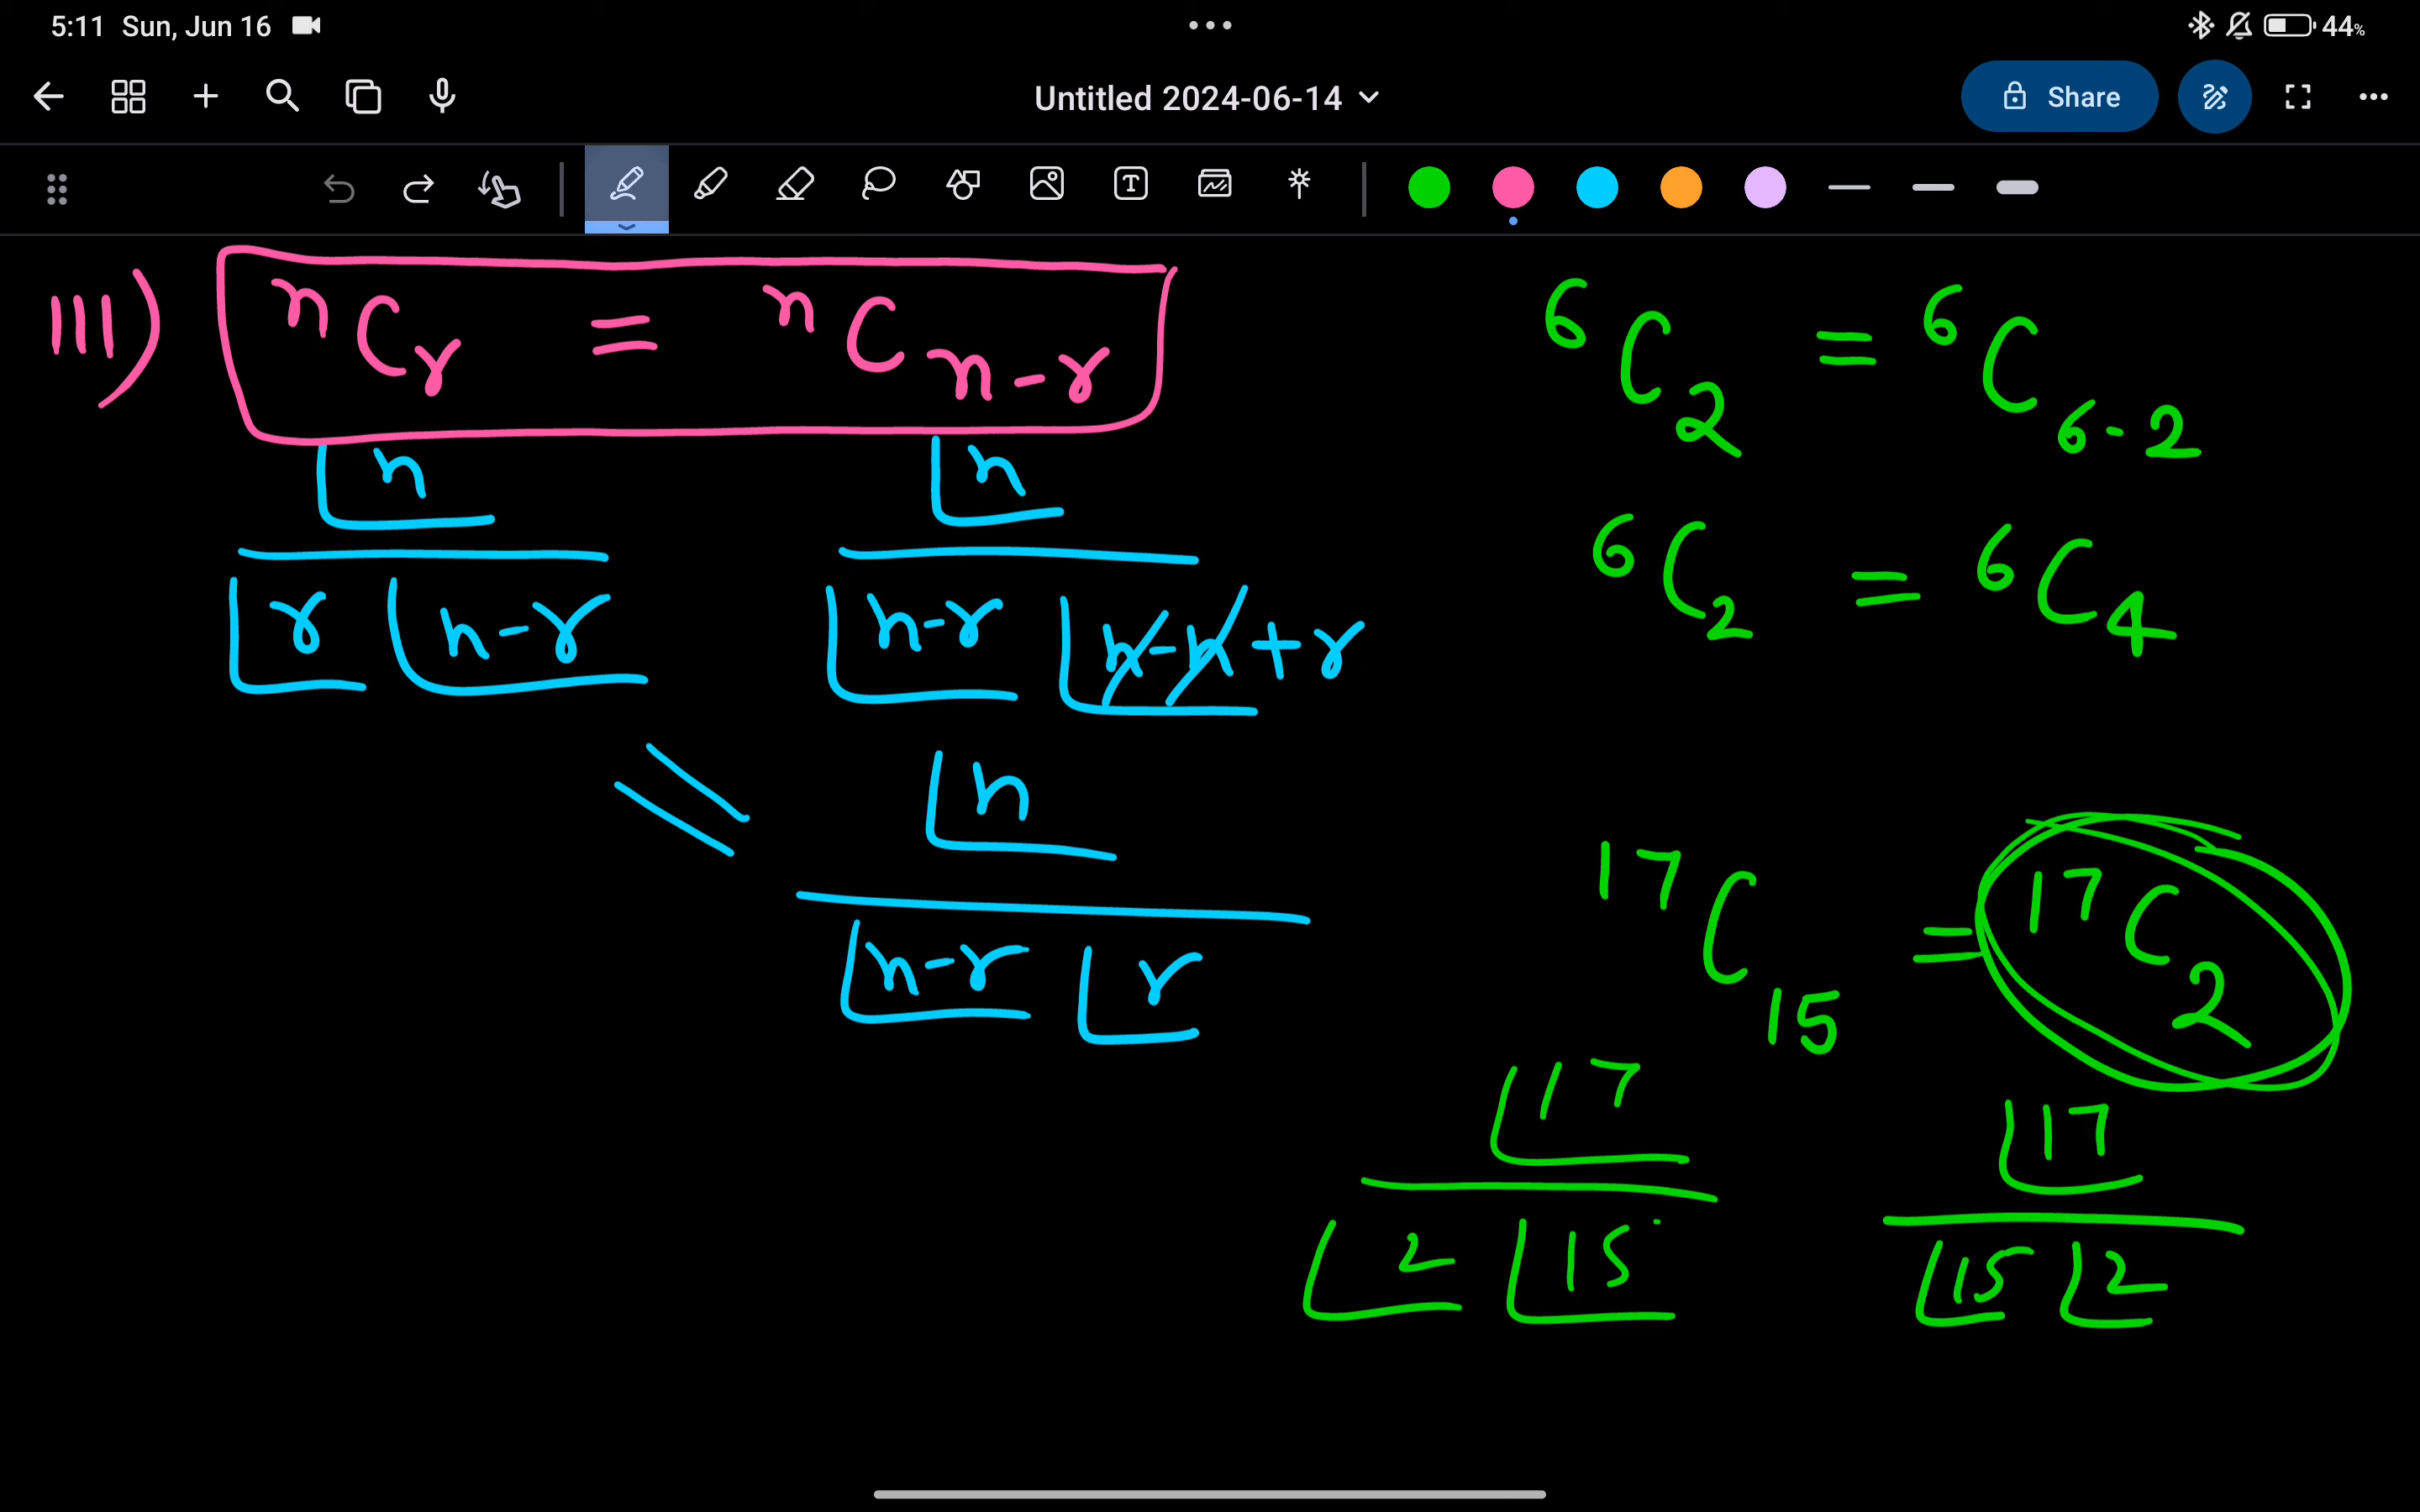 5:11 Sun, Jun 16 44%
Untitled 2024-06-14 Share
III) ⁿCᵣ = ⁿCₙ₋ᵣ
⌊n / ⌊r ⌊n-r
⌊n / ⌊n-r ⌊n-n+r
= ⌊n / ⌊n-r ⌊r
⁶C₂ = ⁶C₆₋₂
⁶C₂ = ⁶C₄
¹⁷C₁₅ = ¹⁷C₂
⌊17 / ⌊2 ⌊15
⌊17 / ⌊15 ⌊2